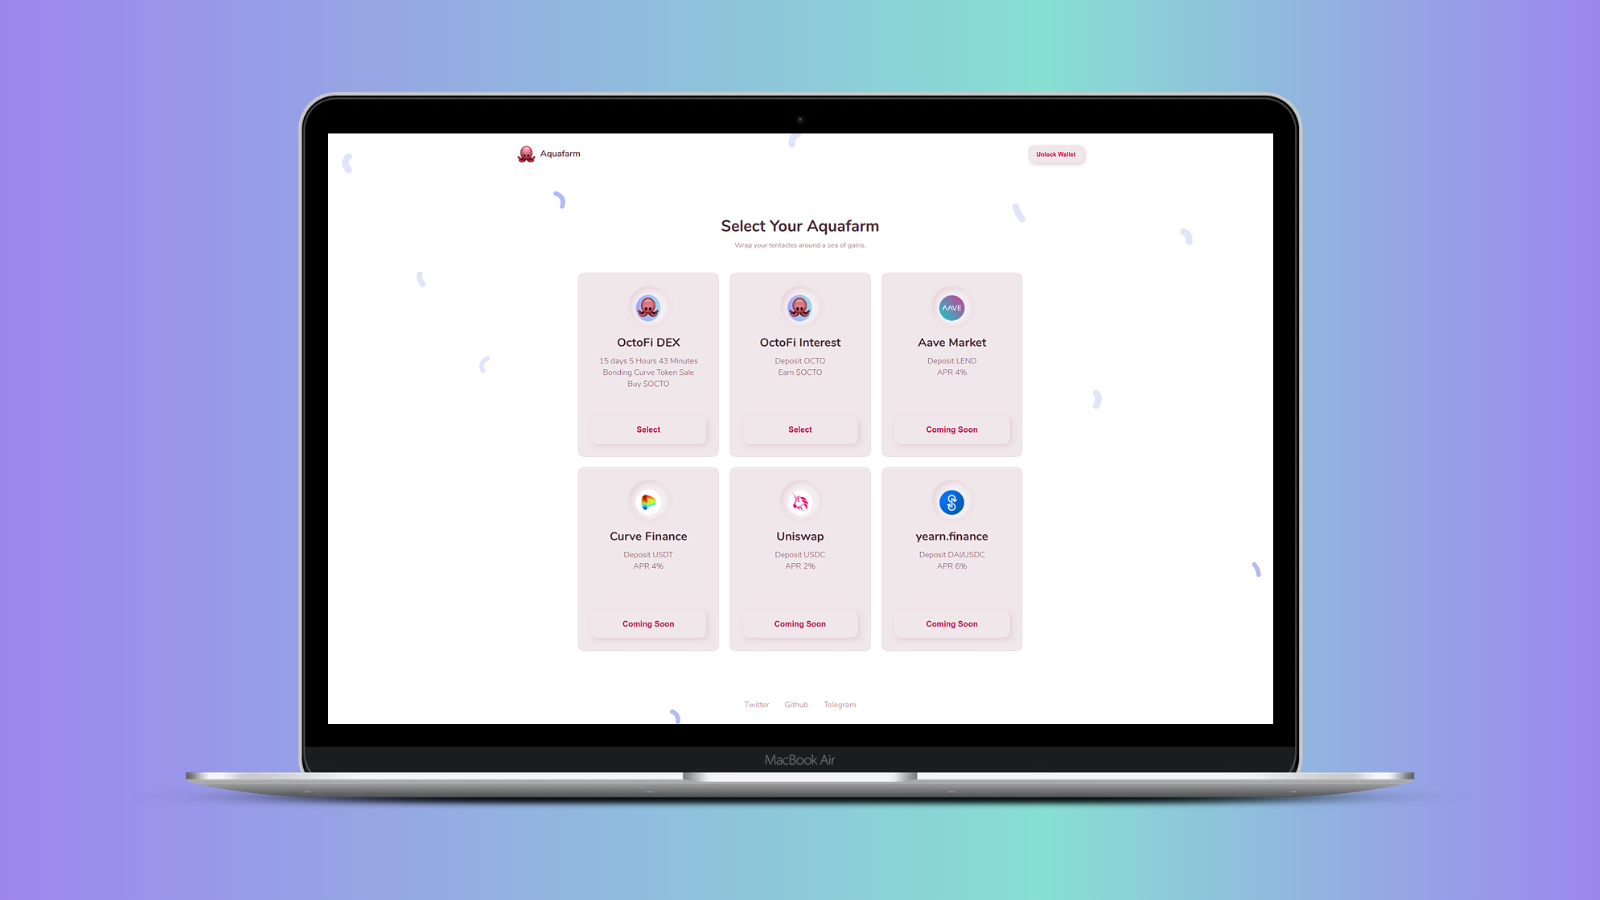 Aquafarm
Unlock Wallet
Select Your Aquafarm
Wrap your tentacles around a sea of gains.
OctoFi DEX
15 days 5 Hours 43 Minutes
Bonding Curve Token Sale
Buy $OCTO
Select
OctoFi Interest
Deposit OCTO
Earn $OCTO
Select
AAVE
Aave Market
Deposit LEND
APR 4%
Coming Soon
Curve Finance
Deposit USDT
APR 4%
Coming Soon
Uniswap
Deposit USDC
APR 2%
Coming Soon
yearn.finance
Deposit DAI/USDC
APR 6%
Coming Soon
Twitter Github Telegram
MacBook Air